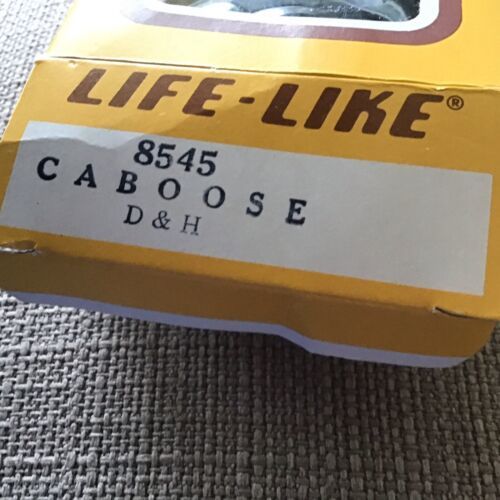 LIFE-LIKE®
8545
CABOOSE
D & H